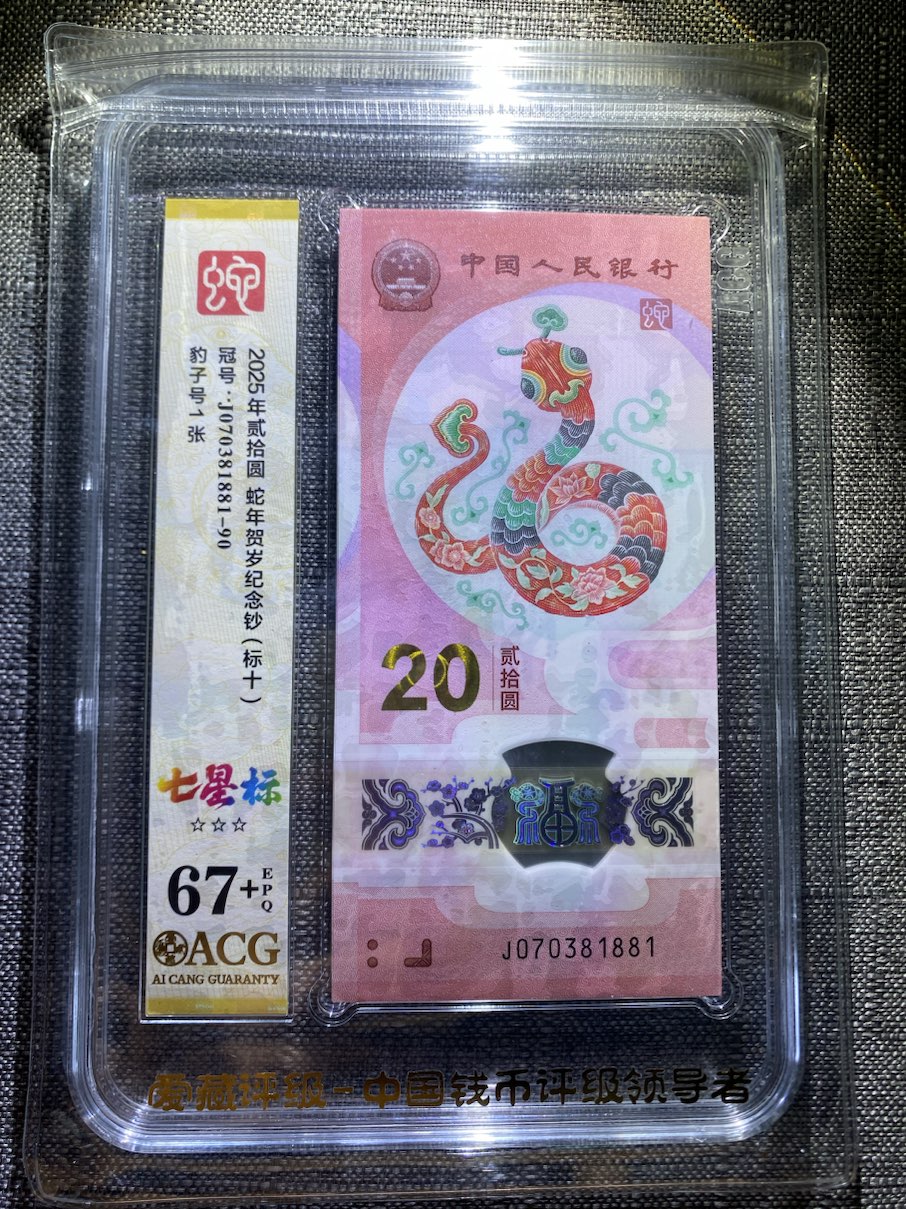 蛇
2025年贰拾圆 蛇年贺岁纪念钞（标十）
冠号：J070381881-90
豹子号1张
七星标
☆☆☆
67+EPQ
ACG
AI CANG GUARANTY
中国人民银行
蛇
20
贰拾圆
J070381881
爱藏评级-中国钱币评级领导者